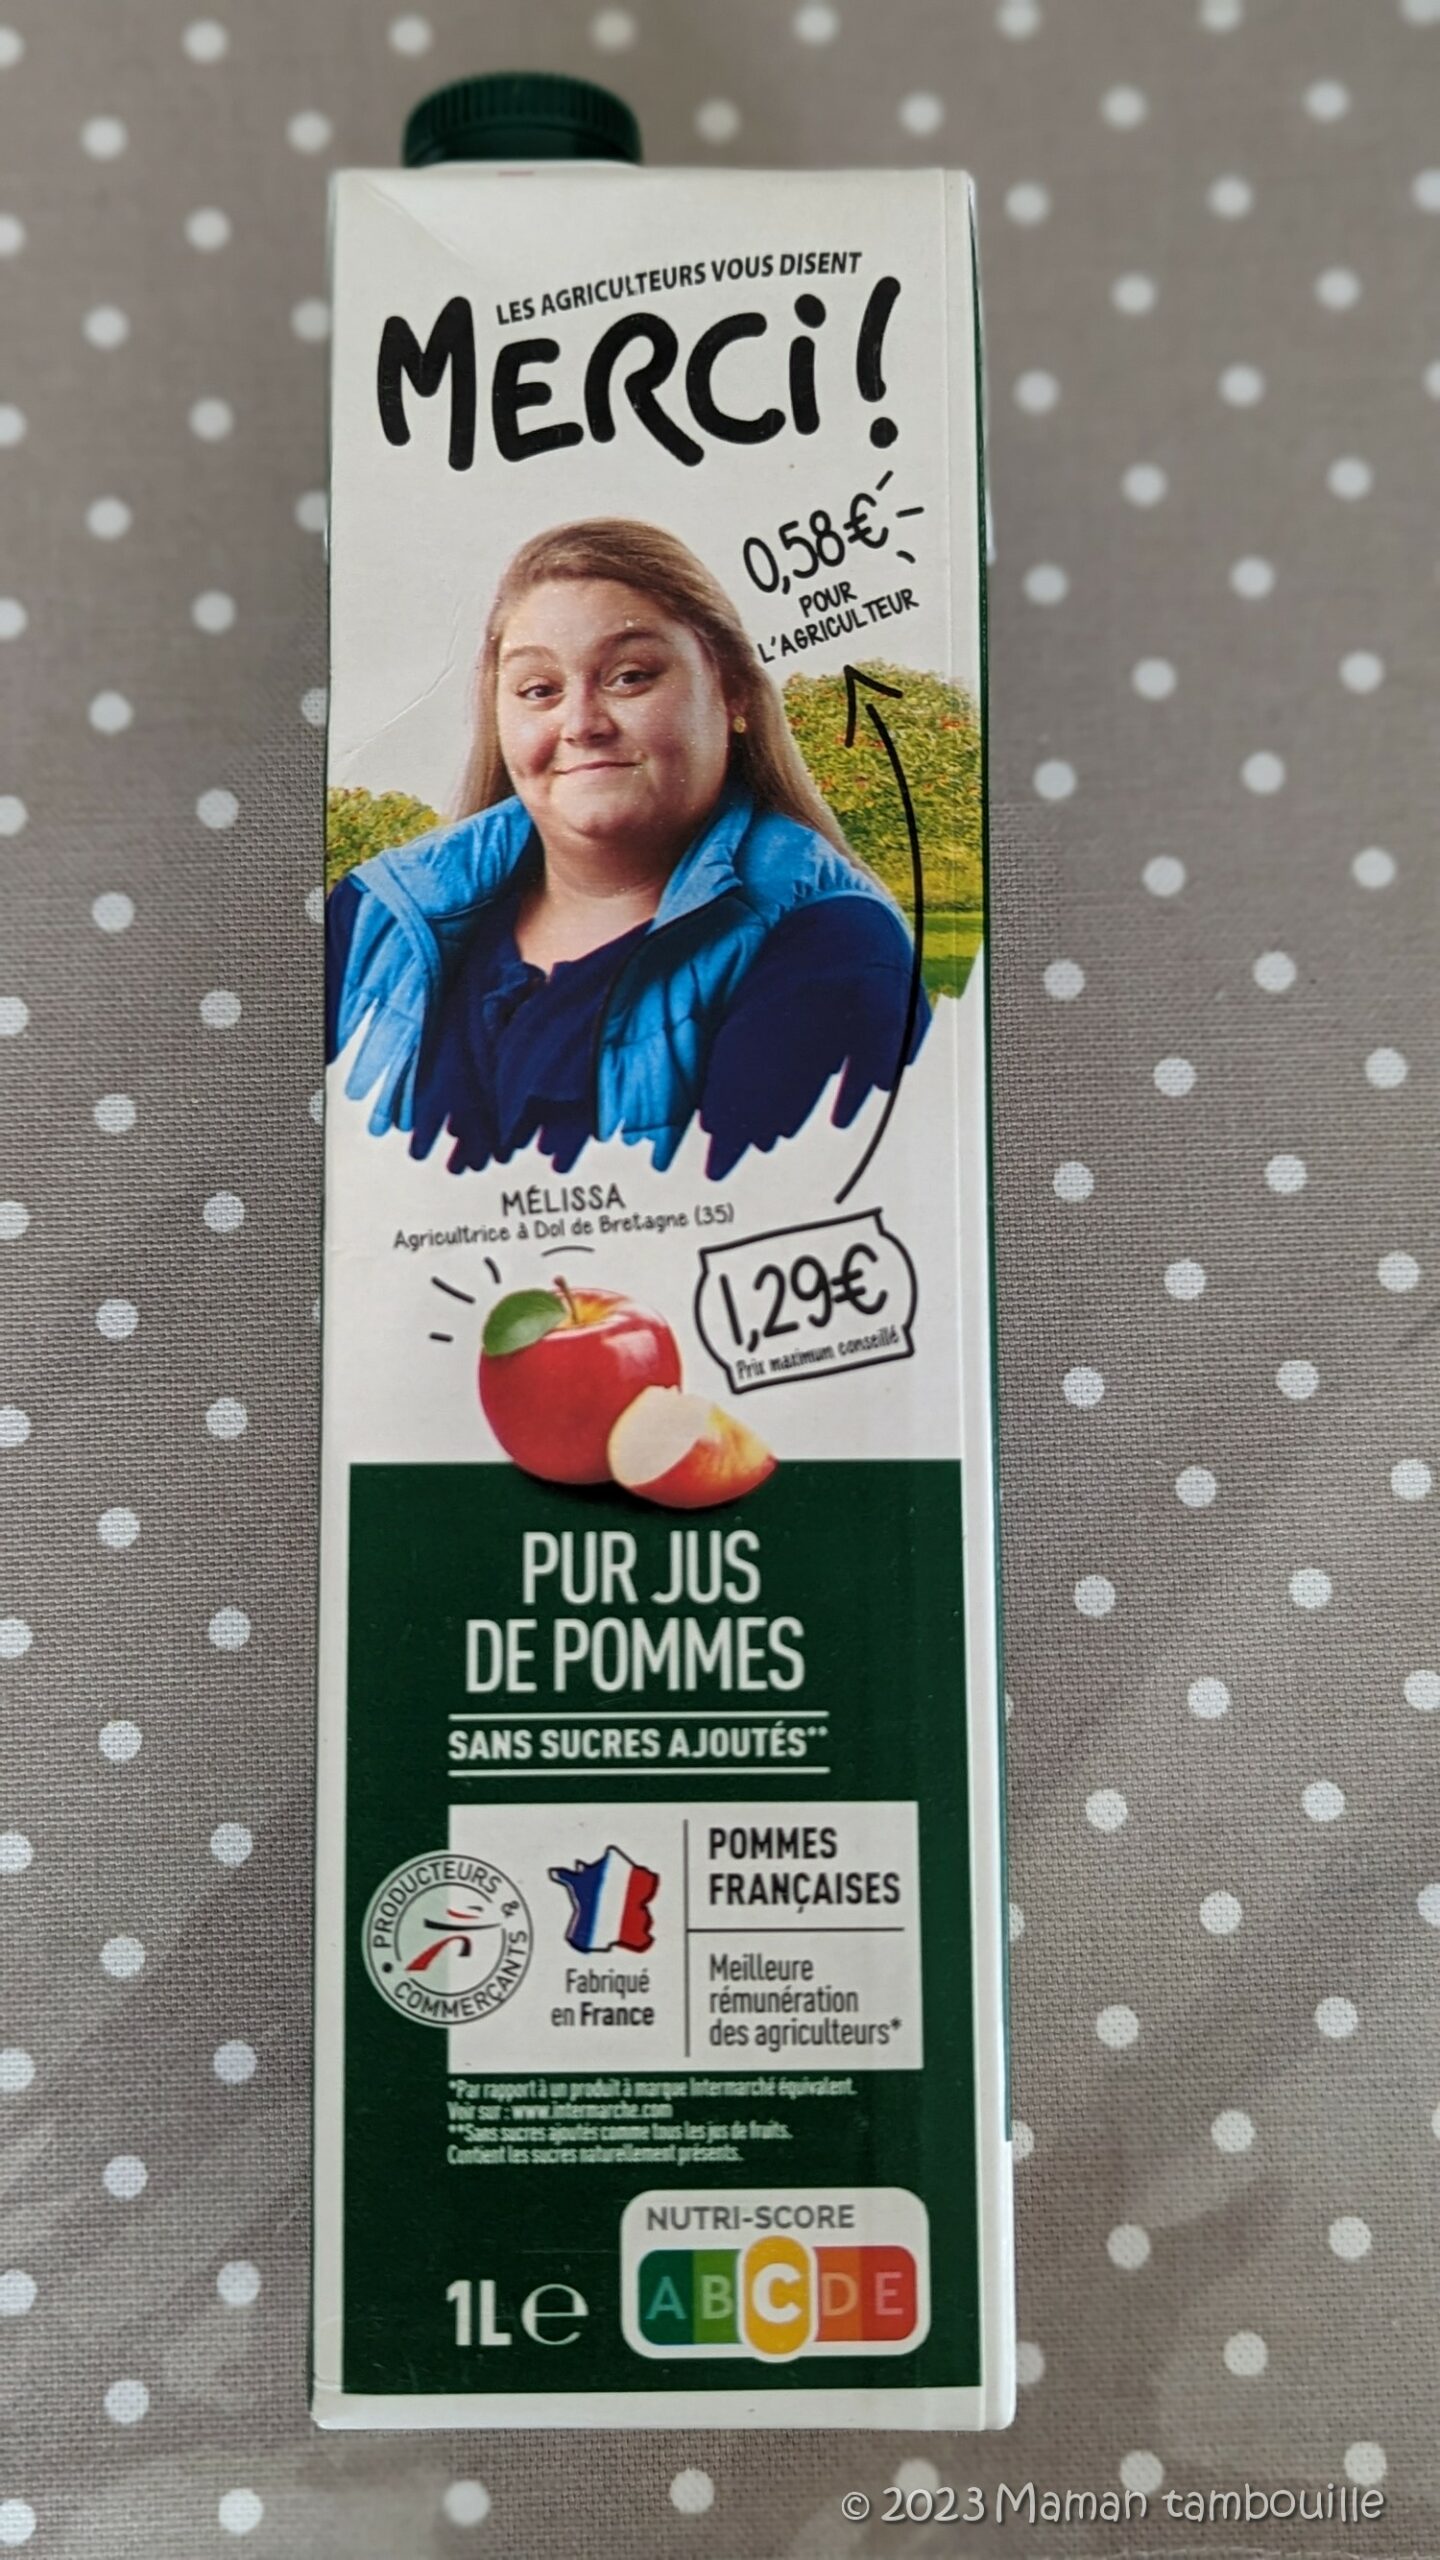 LES AGRICULTEURS VOUS DISENT
MERCi !
0,58€
POUR
L'AGRICULTEUR
MÉLISSA
Agricultrice à Dol de Bretagne (35)
1,29€
Prix maximum conseillé
PUR JUS
DE POMMES
SANS SUCRES AJOUTÉS**
PRODUCTEURS & COMMERÇANTS
Fabriqué
en France
POMMES
FRANÇAISES
Meilleure
rémunération
des agriculteurs*
*Par rapport à un produit à marque Intermarché équivalent.
Voir sur : www.intermarche.com
**Sans sucres ajoutés comme tous les jus de fruits.
Contient les sucres naturellement présents.
NUTRI-SCORE
A B C D E
1L e
© 2023 Maman tambouille